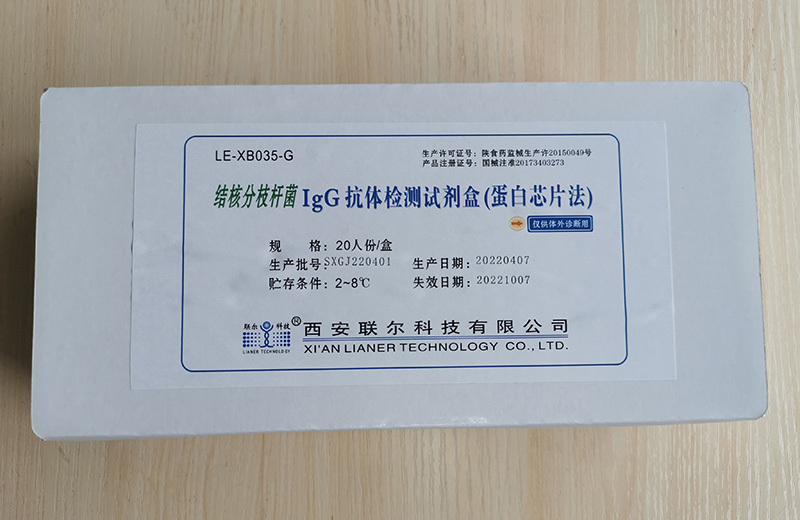 LE-XB035-G
生产许可证号：陕食药监械生产许20150049号
产品注册证号：国械注准20173403273
结核分枝杆菌 IgG 抗体检测试剂盒(蛋白芯片法)
仅供体外诊断用
规 格：20人份/盒
生产批号：SXGJ220401 生产日期：20220407
贮存条件：2~8℃ 失效日期：20221007
联尔 科技 ® 西安联尔科技有限公司
LIANER TECHNOLOGY XI'AN LIANER TECHNOLOGY CO.,LTD.